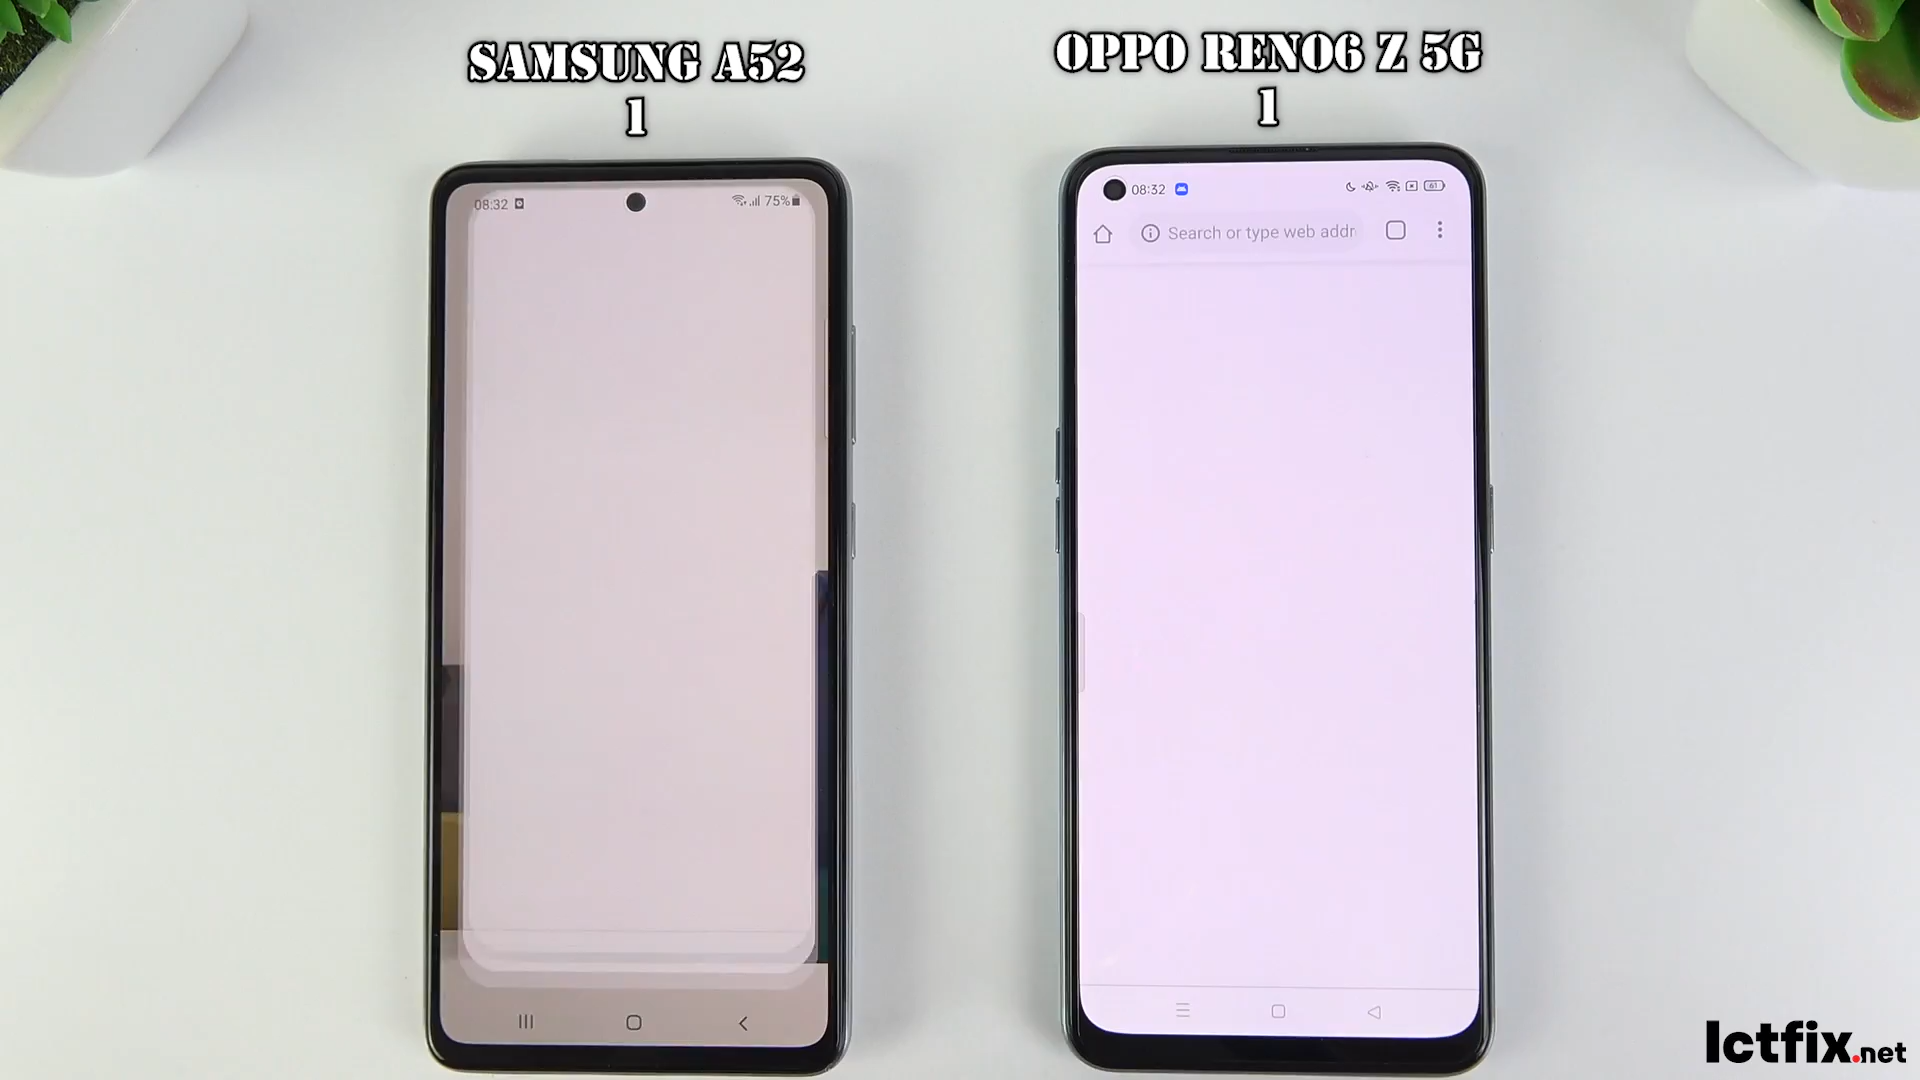 SAMSUNG A52
1
OPPO RENO6 Z 5G
1
08:32
75%
08:32
61
Search or type web addr
Ictfix.net